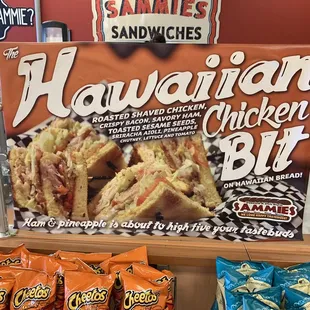 AMMIE?
SAMMIES
SANDWICHES
The
Hawaiian
Chicken
Blt
ROASTED SHAVED CHICKEN,
CRISPY BACON, SAVORY HAM,
TOASTED SESAME SEEDS,
SRIRACHA AIOLI, PINEAPPLE
CHUTNEY, LETTUCE AND TOMATO
ON HAWAIIAN BREAD!
SAMMIES
Ham & pineapple is about to high five your tastebuds
Cheetos
Cheetos
Cheetos